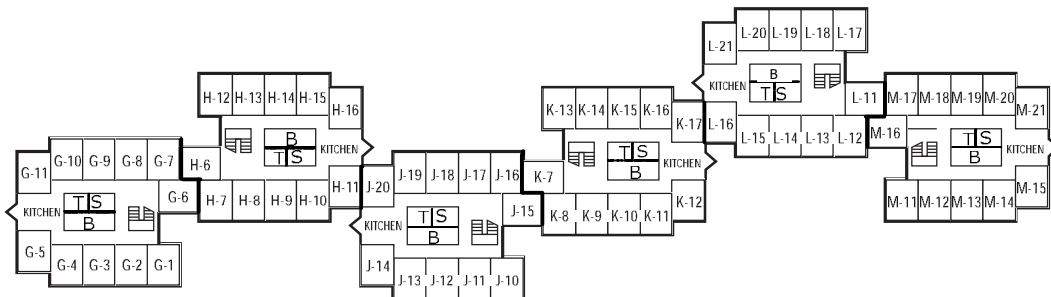 G-11 G-10 G-9 G-8 G-7
G-6
KITCHEN
T S
B
G-5 G-4 G-3 G-2 G-1
H-12 H-13 H-14 H-15 H-16
H-6
B
T S
KITCHEN
H-7 H-8 H-9 H-10 H-11
J-20 J-19 J-18 J-17 J-16
J-15
KITCHEN
T S
B
J-14 J-13 J-12 J-11 J-10
K-13 K-14 K-15 K-16 K-17
K-7
T S
B
KITCHEN
K-8 K-9 K-10 K-11 K-12
L-21 L-20 L-19 L-18 L-17
L-11
KITCHEN
B
T S
L-16 L-15 L-14 L-13 L-12
M-17 M-18 M-19 M-20 M-21
M-16
T S
B
KITCHEN
M-11 M-12 M-13 M-14 M-15